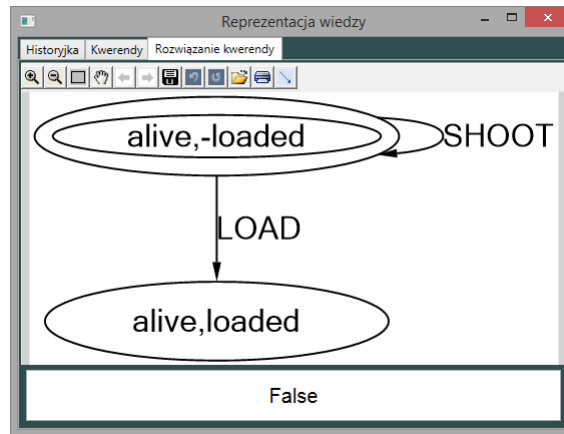 Reprezentacja wiedzy
Historyjka Kwerendy Rozwiązanie kwerendy
alive,-loaded
SHOOT
LOAD
alive,loaded
False